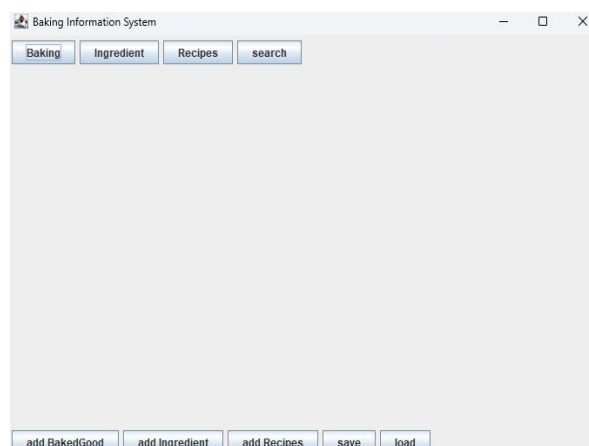 Baking Information System
Baking Ingredient Recipes search
add BakedGood add Ingredient add Recipes save load